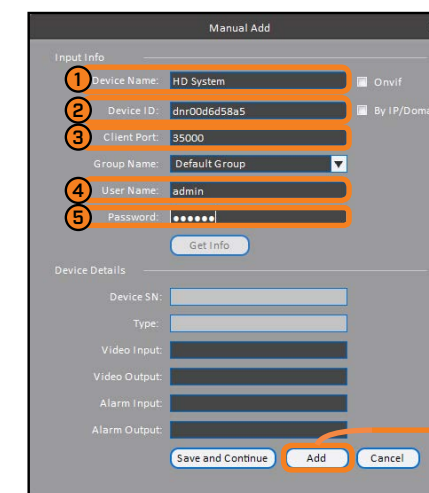 Manual Add
Input Info
1 Device Name: HD System Onvif
2 Device ID: dnr00d6d58a5 By IP/Doma
3 Client Port: 35000
Group Name: Default Group
4 User Name: admin
5 Password: ●●●●●●
Get Info
Device Details
Device SN:
Type:
Video Input:
Video Output:
Alarm Input:
Alarm Output:
Save and Continue Add Cancel